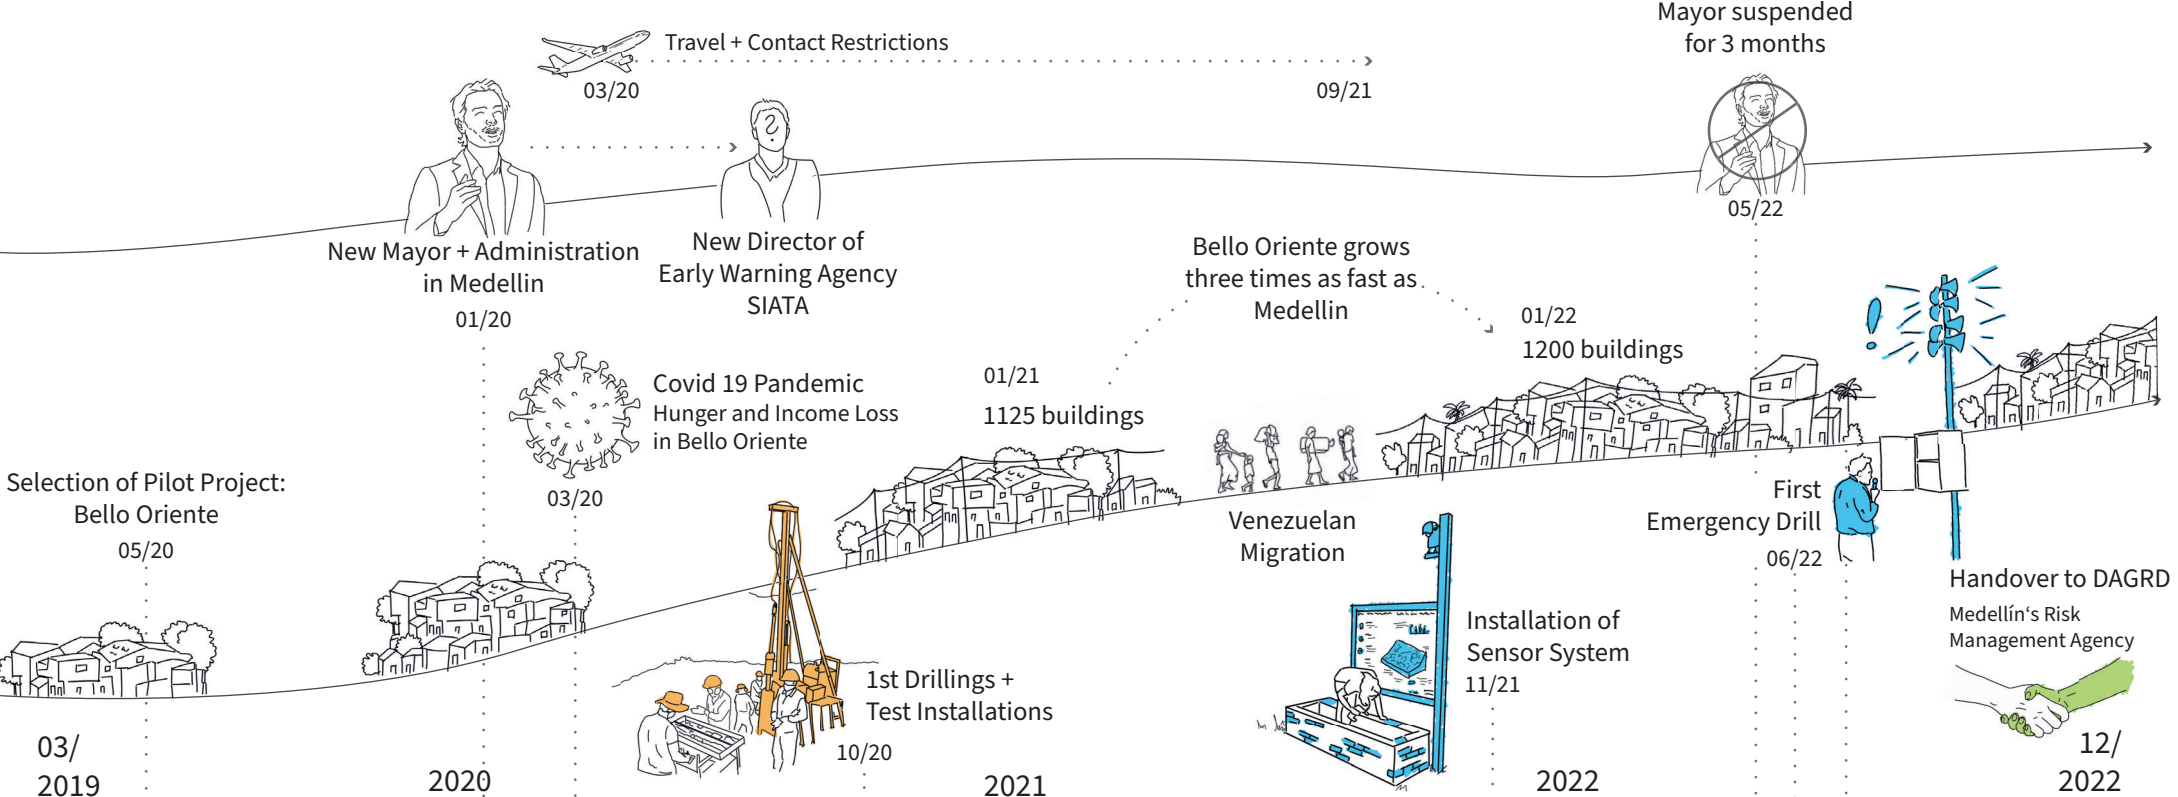 Mayor suspended
for 3 months
05/22
Travel + Contact Restrictions
03/20
09/21
New Mayor + Administration
in Medellin
01/20
New Director of
Early Warning Agency
SIATA
Bello Oriente grows
three times as fast as
Medellin
01/22
1200 buildings
Covid 19 Pandemic
Hunger and Income Loss
in Bello Oriente
03/20
01/21
1125 buildings
Selection of Pilot Project:
Bello Oriente
05/20
Venezuelan
Migration
First
Emergency Drill
06/22
Handover to DAGRD
Medellín‘s Risk
Management Agency
Installation of
Sensor System
11/21
1st Drillings +
Test Installations
10/20
03/
2019
2020
2021
2022
12/
2022